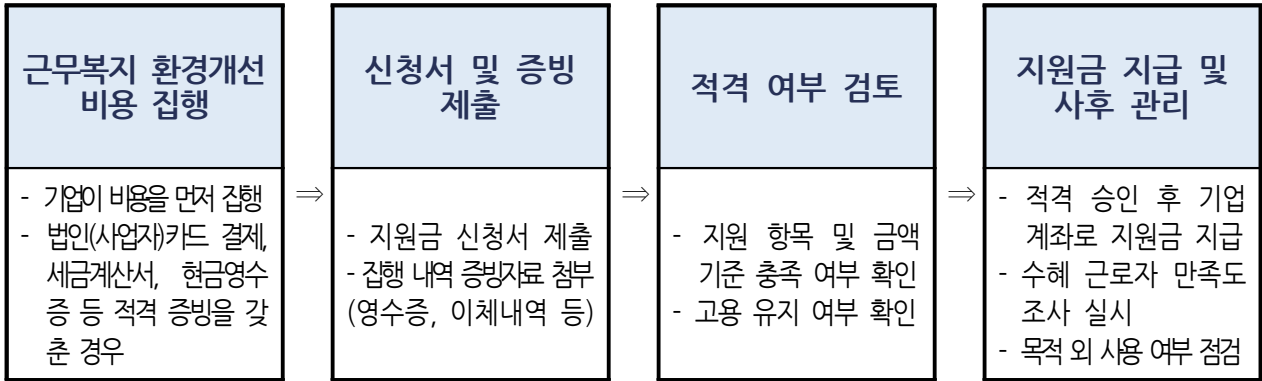 근무복지 환경개선
비용 집행
- 기업이 비용을 먼저 집행
- 법인(사업자)카드 결제,
세금계산서, 현금영수
증 등 적격 증빙을 갖
춘 경우
⇒
신청서 및 증빙
제출
- 지원금 신청서 제출
- 집행 내역 증빙자료 첨부
(영수증, 이체내역 등)
⇒
적격 여부 검토
- 지원 항목 및 금액
기준 충족 여부 확인
- 고용 유지 여부 확인
⇒
지원금 지급 및
사후 관리
- 적격 승인 후 기업
계좌로 지원금 지급
- 수혜 근로자 만족도
조사 실시
- 목적 외 사용 여부 점검